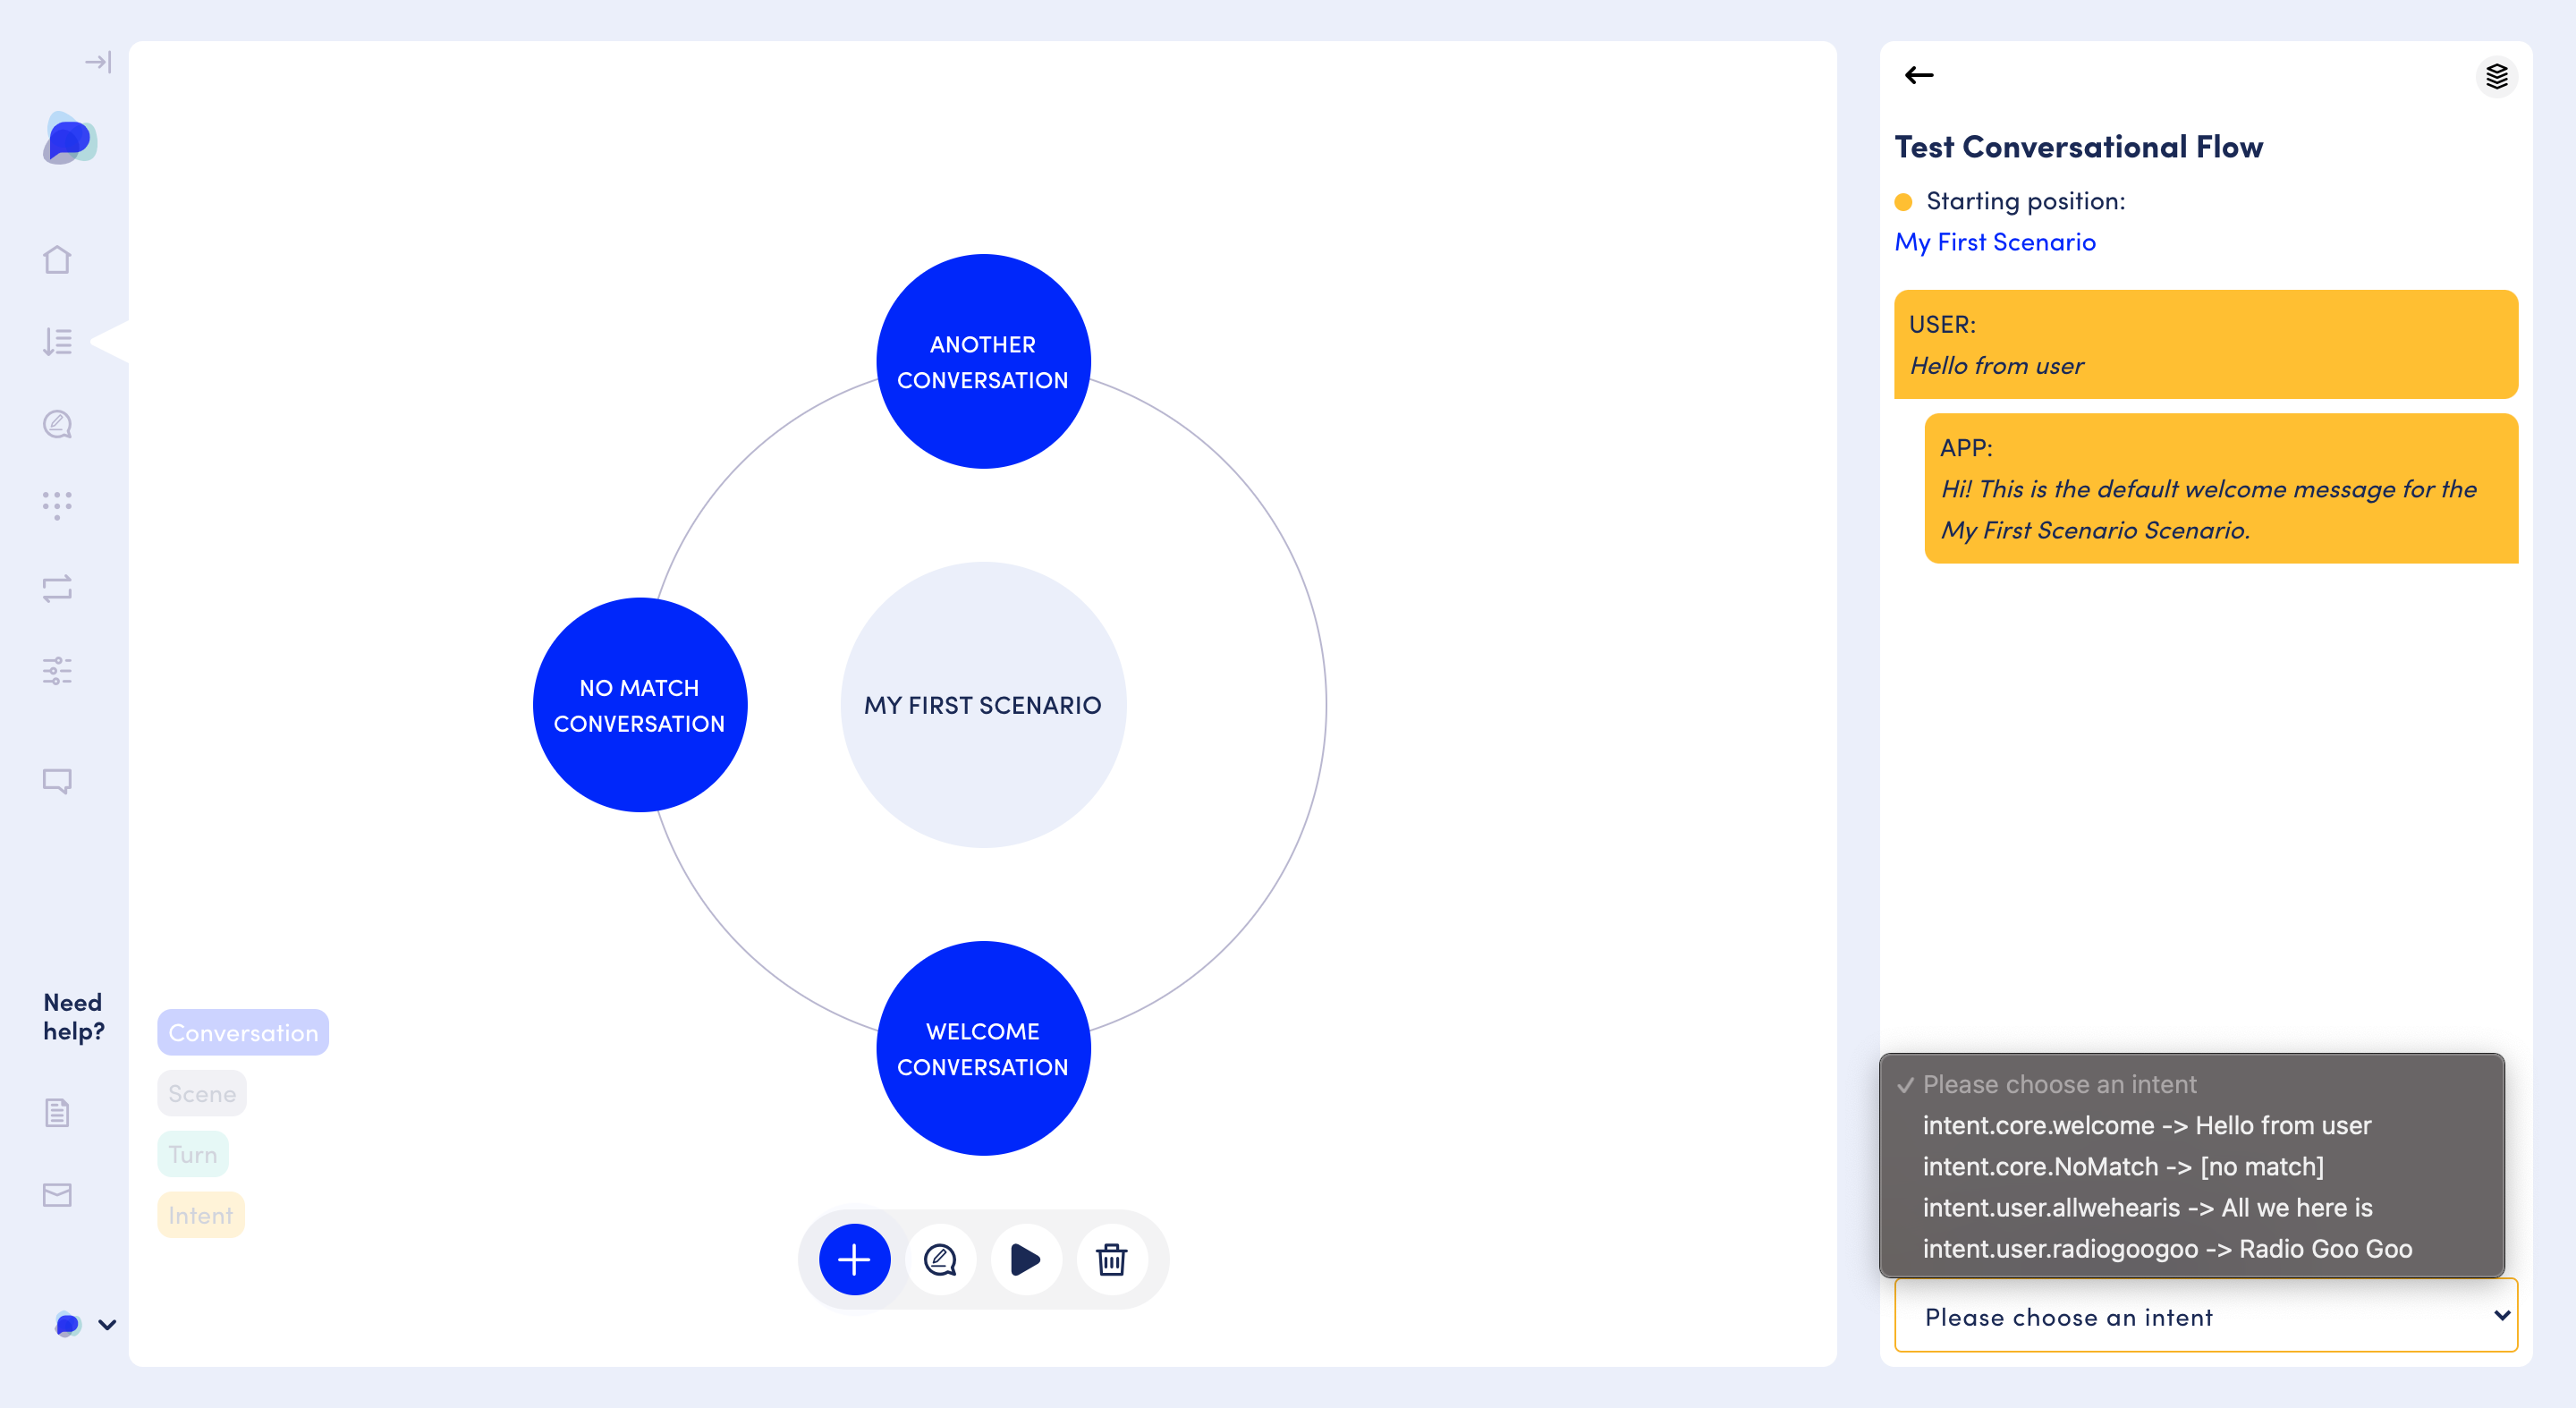 Need
help?
ANOTHER
CONVERSATION
NO MATCH
CONVERSATION
MY FIRST SCENARIO
WELCOME
CONVERSATION
Conversation
Scene
Turn
Intent
Test Conversational Flow
Starting position:
My First Scenario
USER:
Hello from user
APP:
Hi! This is the default welcome message for the
My First Scenario Scenario.
Please choose an intent
intent.core.welcome -> Hello from user
intent.core.NoMatch -> [no match]
intent.user.allwehearis -> All we here is
intent.user.radiogoogoo -> Radio Goo Goo
Please choose an intent